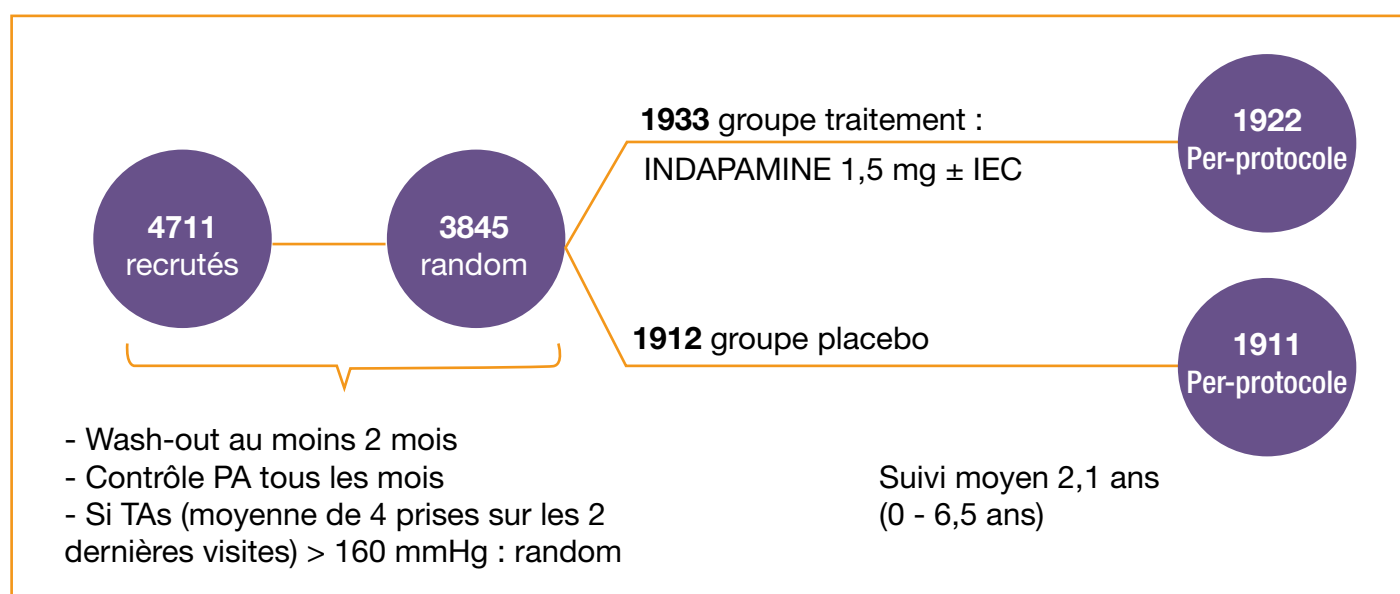 4711
recrutés
3845
random
1933 groupe traitement :
INDAPAMINE 1,5 mg ± IEC
1922
Per-protocole
1912 groupe placebo
1911
Per-protocole
- Wash-out au moins 2 mois
- Contrôle PA tous les mois
- Si TAs (moyenne de 4 prises sur les 2
dernières visites) > 160 mmHg : random
Suivi moyen 2,1 ans
(0 - 6,5 ans)